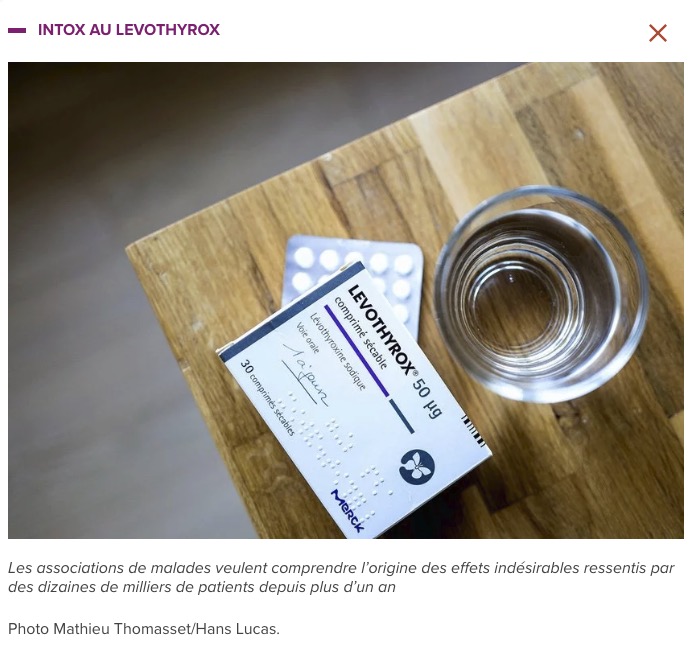 INTOX AU LEVOTHYROX
LEVOTHYROX® 50 µg
comprimé sécable
Lévothyroxine sodique
Voie orale
1 à jeun
30 comprimés sécables
MERCK
Les associations de malades veulent comprendre l’origine des effets indésirables ressentis par
des dizaines de milliers de patients depuis plus d’un an
Photo Mathieu Thomasset/Hans Lucas.